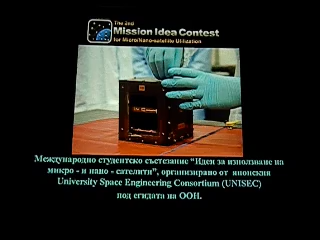 The 2nd
Mission Idea Contest
for Micro/Nano-satellite Utilization
Международно студентско състезание "Идеи за използване на
микро - и нано - сателити", организирано от японския
University Space Engineering Consortium (UNISEC)
под егидата на ООН.